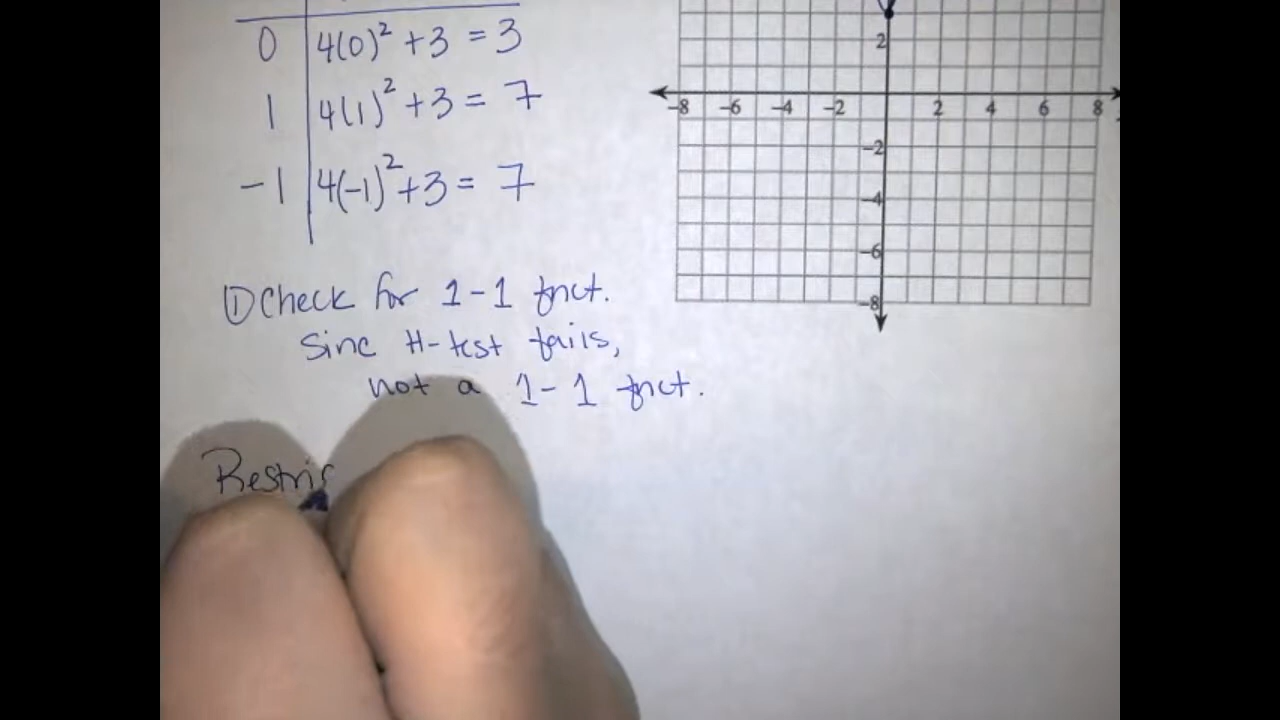 0 4(0)² + 3 = 3
1 4(1)² + 3 = 7
-1 4(-1)² + 3 = 7
① Check for 1-1 fnct.
Sinc H-test fails,
not a 1-1 fnct.
Restric
2
-8 -6 -4 -2 2 4 6 8
-2
-4
-6
-8